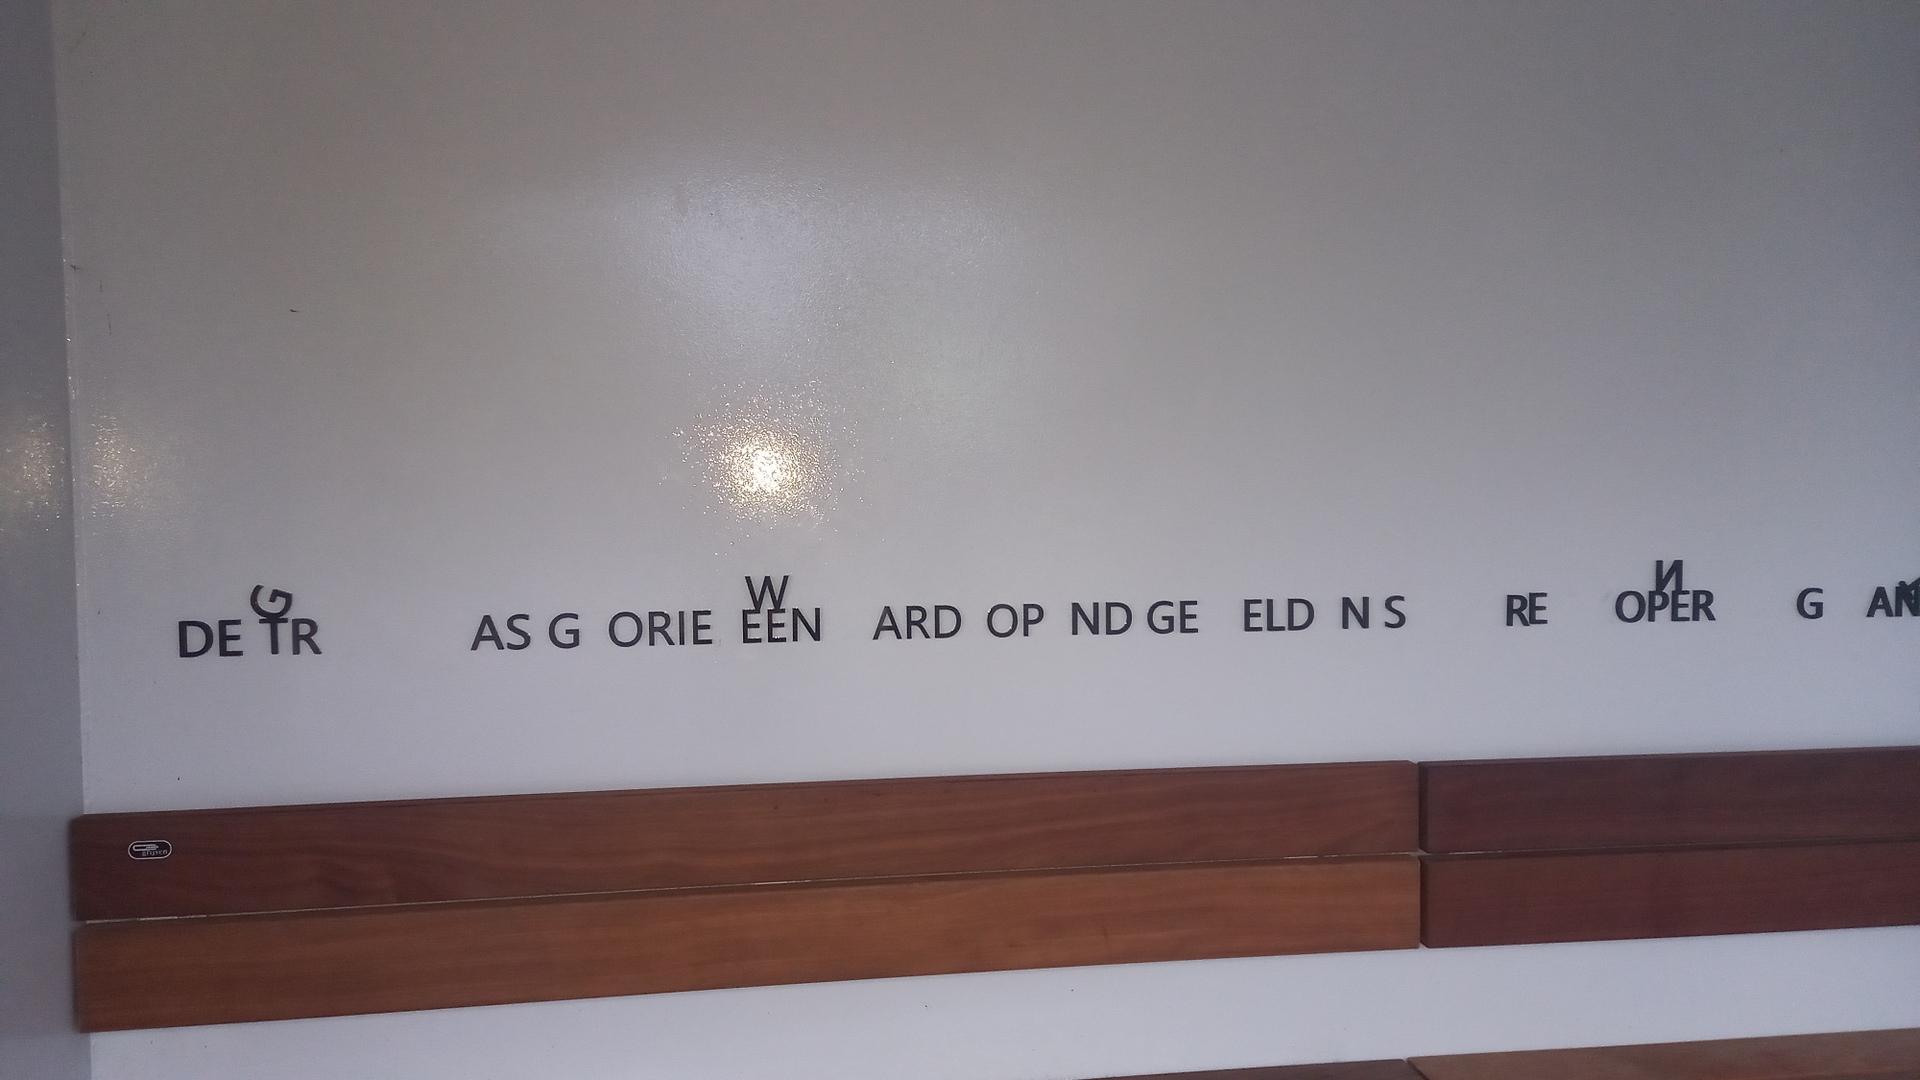 G W N
DE TR AS G ORIE EEN ARD OP ND GE ELD N S RE OPER G AN